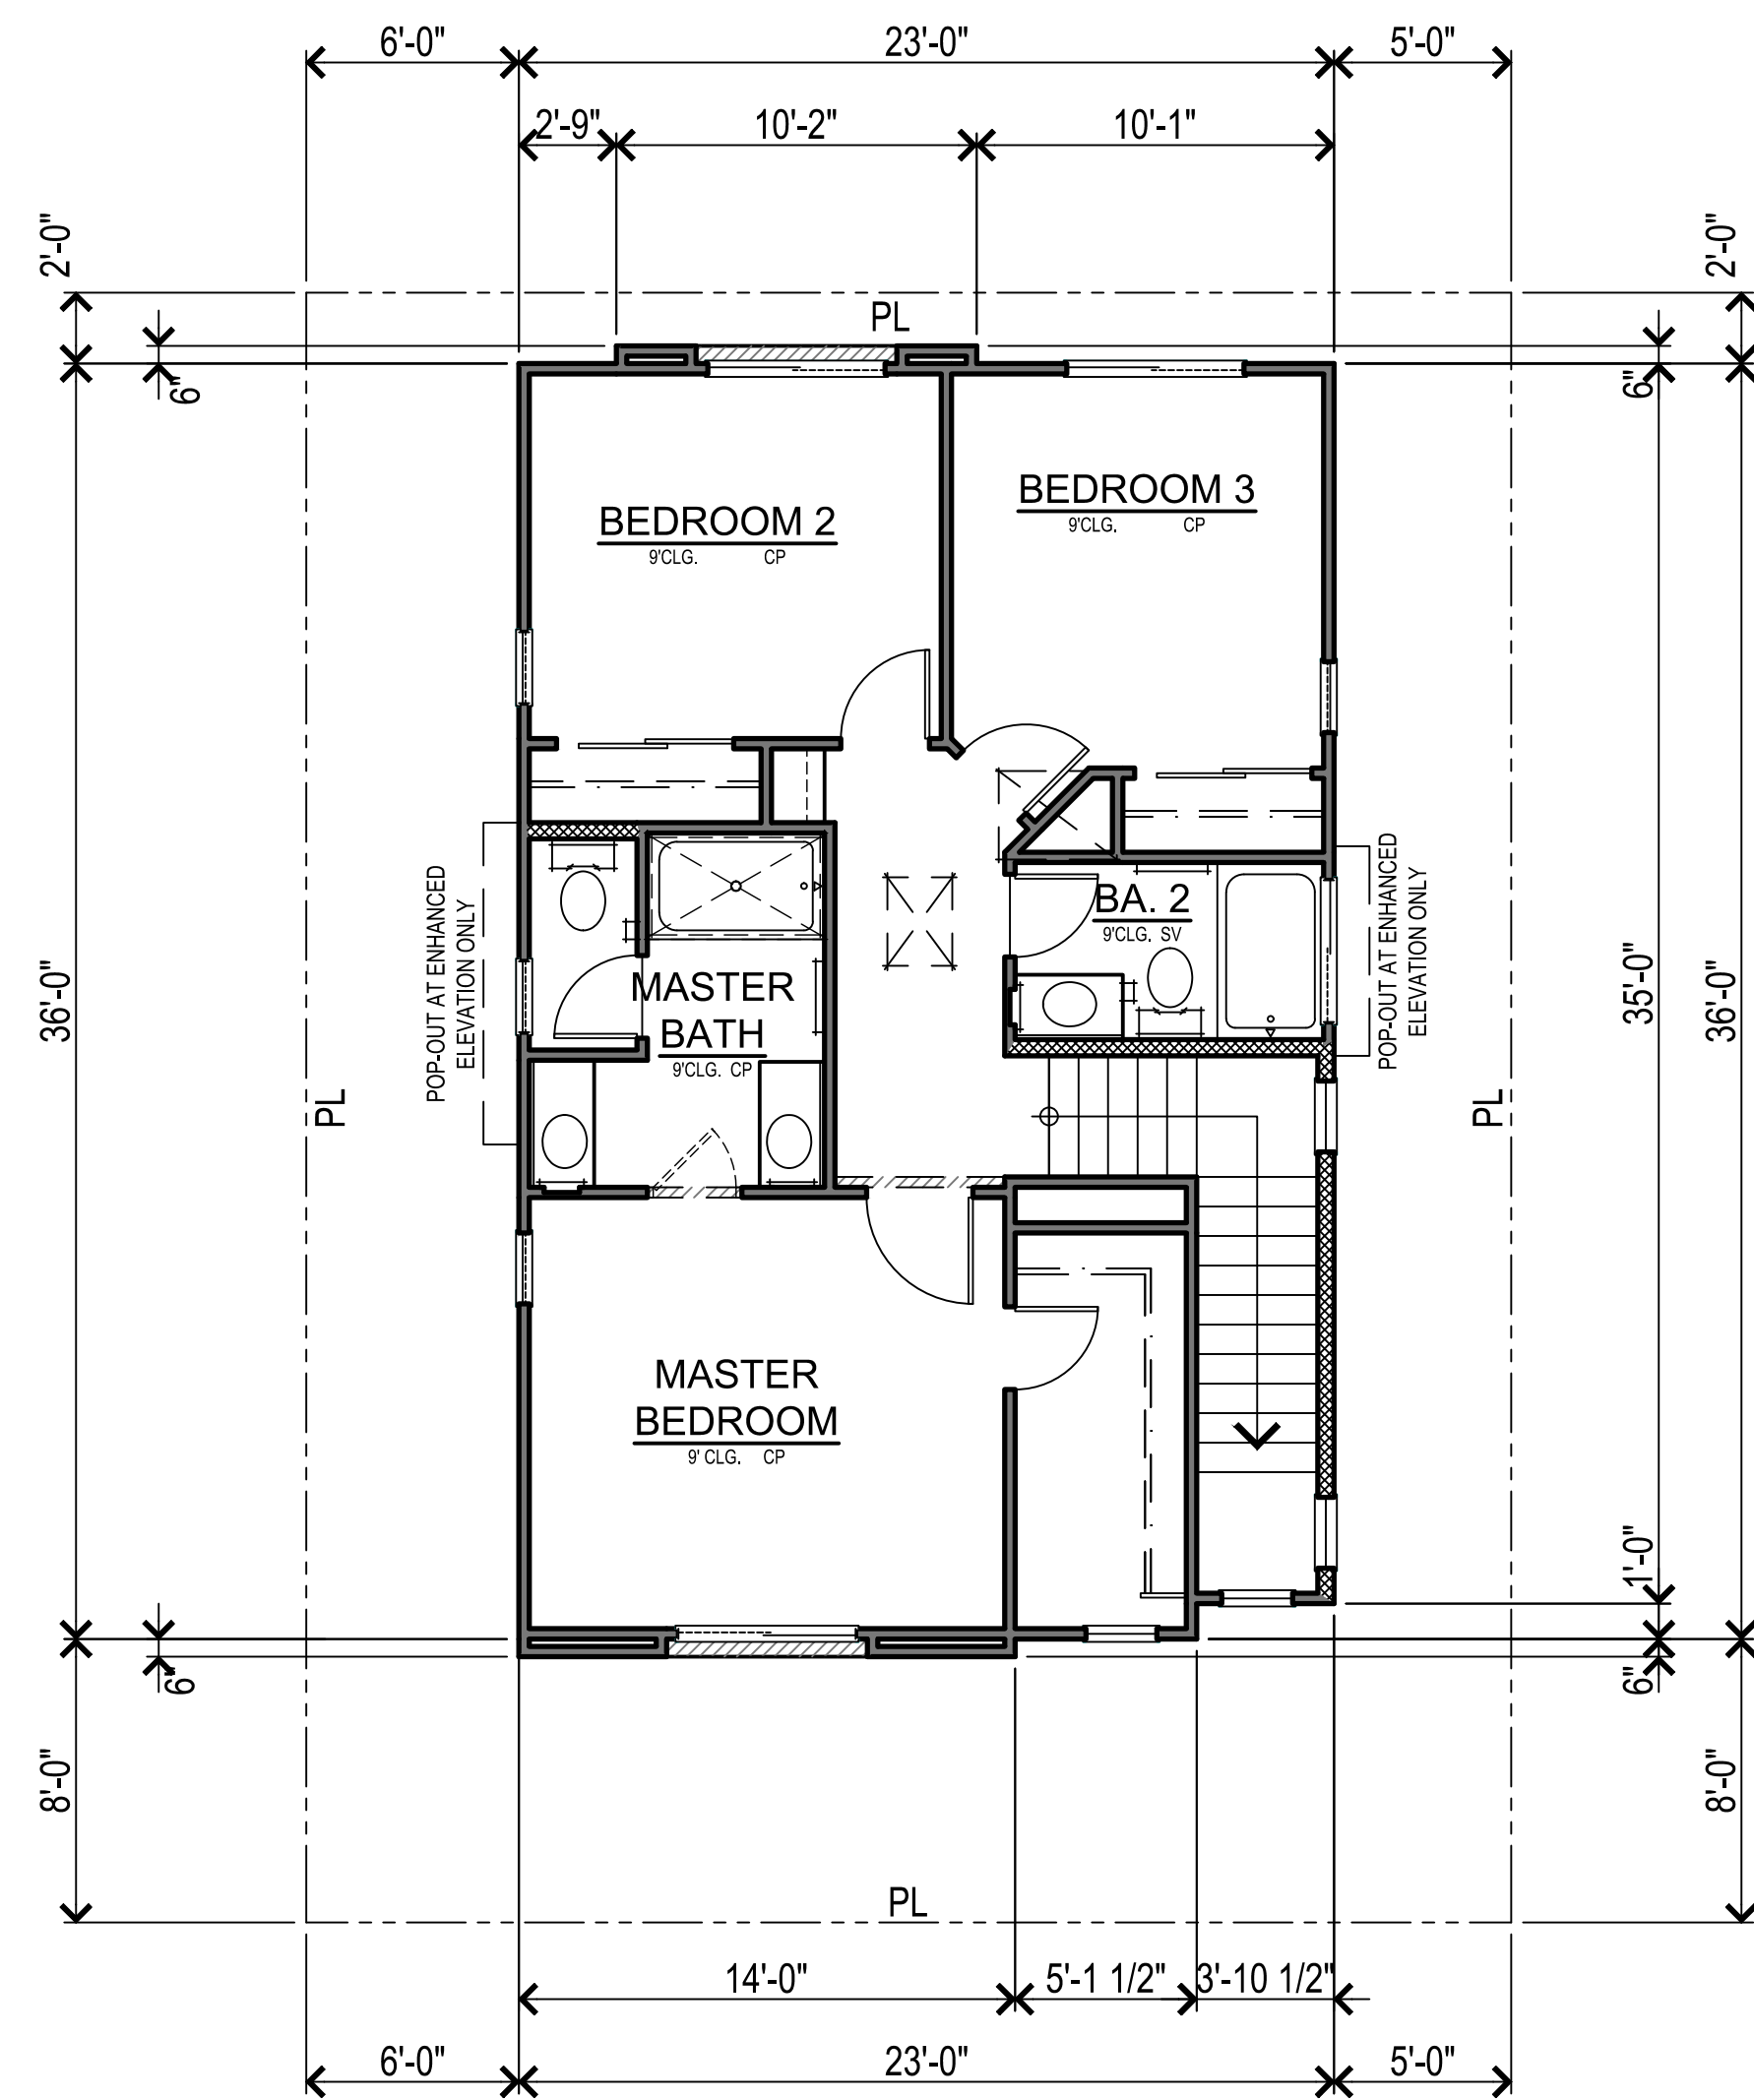 6'-0"
23'-0"
5'-0"
2'-9"
10'-2"
10'-1"
2'-0"
2'-0"
PL
6"
6"
BEDROOM 2
9'CLG. CP
BEDROOM 3
9'CLG. CP
36'-0"
POP-OUT AT ENHANCED
ELEVATION ONLY
MASTER
BATH
9'CLG. CP
BA. 2
9'CLG. SV
POP-OUT AT ENHANCED
ELEVATION ONLY
35'-0"
36'-0"
PL
PL
MASTER
BEDROOM
9' CLG. CP
1'-0"
6"
6"
8'-0"
8'-0"
PL
14'-0"
5'-1 1/2"
3'-10 1/2"
6'-0"
23'-0"
5'-0"